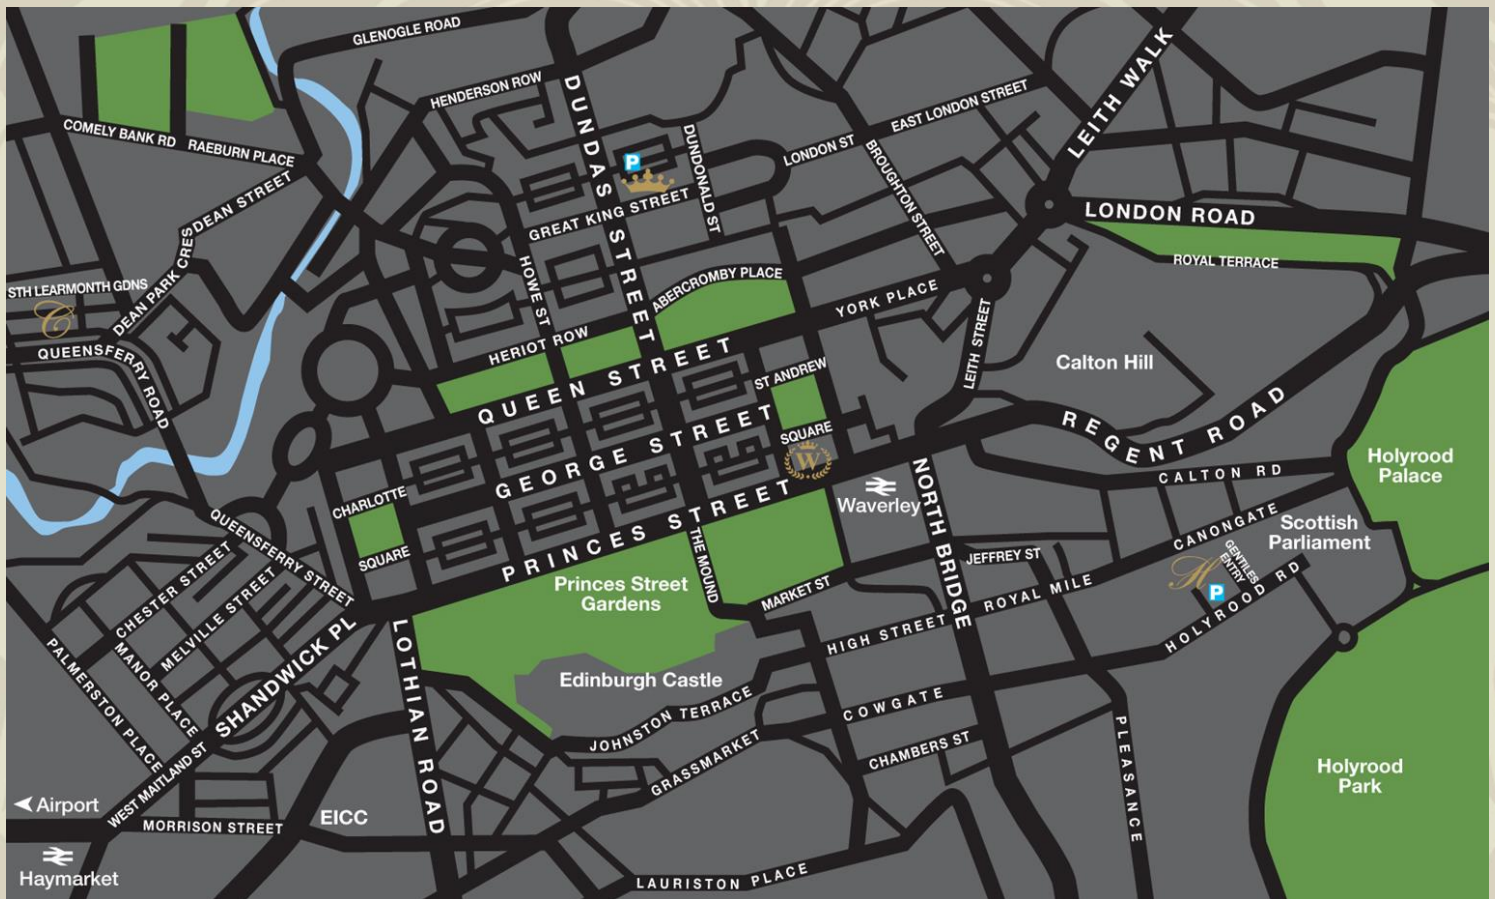 GLENOGLE ROAD
LEITH WALK
HENDERSON ROW
DUNDAS STREET
EAST LONDON STREET
COMELY BANK RD
RAEBURN PLACE
P
DUNDONALD ST
LONDON ST
BROUGHTON STREET
DEAN STREET
GREAT KING STREET
LONDON ROAD
ROYAL TERRACE
DEAN PARK CRES
STH LEARMONTH GDNS
C
HOWE ST
ABERCROMBY PLACE
YORK PLACE
HERIOT ROW
QUEENSFERRY ROAD
LEITH STREET
Calton Hill
QUEEN STREET
ST ANDREW
SQUARE
GEORGE STREET
REGENT ROAD
W
Holyrood
Palace
CALTON RD
CHARLOTTE
SQUARE
PRINCES STREET
Waverley
NORTH BRIDGE
CANONGATE
Scottish
Parliament
QUEENSFERRY STREET
THE MOUND
JEFFREY ST
GENTILES
ENTRY
H
P
HOLYROOD RD
CHESTER STREET
MELVILLE STREET
Princes Street
Gardens
MARKET ST
ROYAL MILE
HIGH STREET
PALMERSTON PLACE
MANOR PLACE
SHANDWICK PL
LOTHIAN ROAD
Edinburgh Castle
JOHNSTON TERRACE
COWGATE
CHAMBERS ST
PLEASANCE
GRASSMARKET
WEST MAITLAND ST
Holyrood
Park
Airport
MORRISON STREET
EICC
Haymarket
LAURISTON PLACE